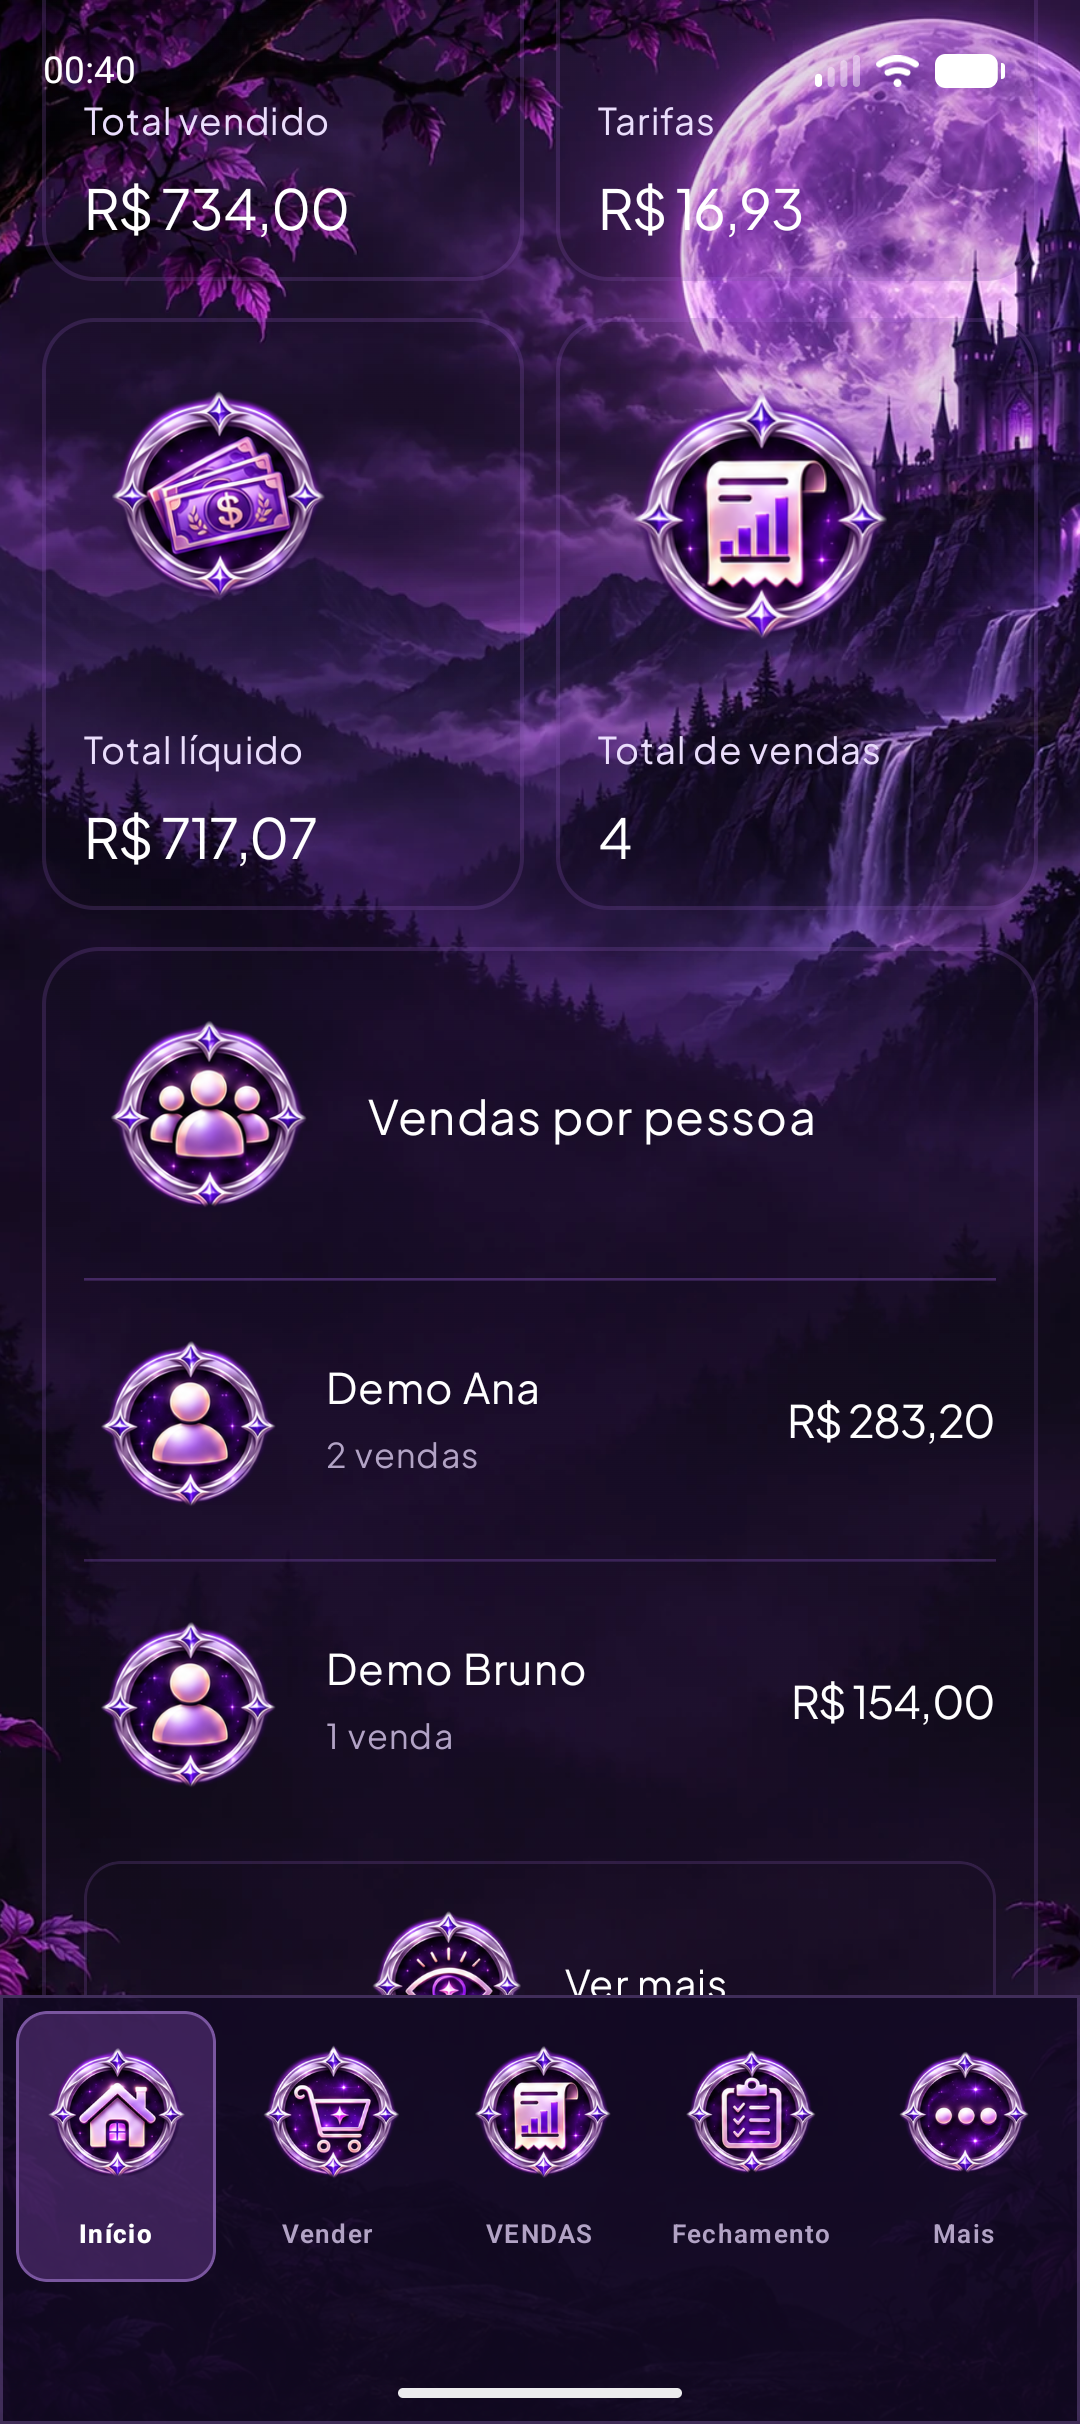 00:40
Total vendido
Tarifas
R$ 734,00
R$ 16,93
Total líquido
Total de vendas
R$ 717,07
4
Vendas por pessoa
Demo Ana
2 vendas
R$ 283,20
Demo Bruno
1 venda
R$ 154,00
Ver mais
Início
Vender
VENDAS
Fechamento
Mais